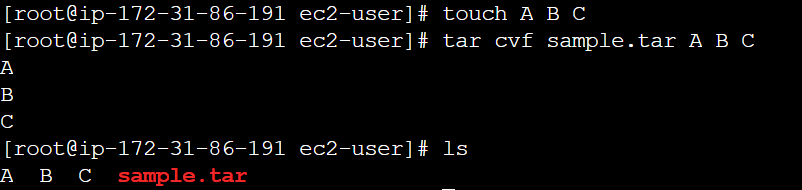 [root@ip-172-31-86-191 ec2-user]# touch A B C
[root@ip-172-31-86-191 ec2-user]# tar cvf sample.tar A B C
A
B
C
[root@ip-172-31-86-191 ec2-user]# ls
A  B  C  sample.tar